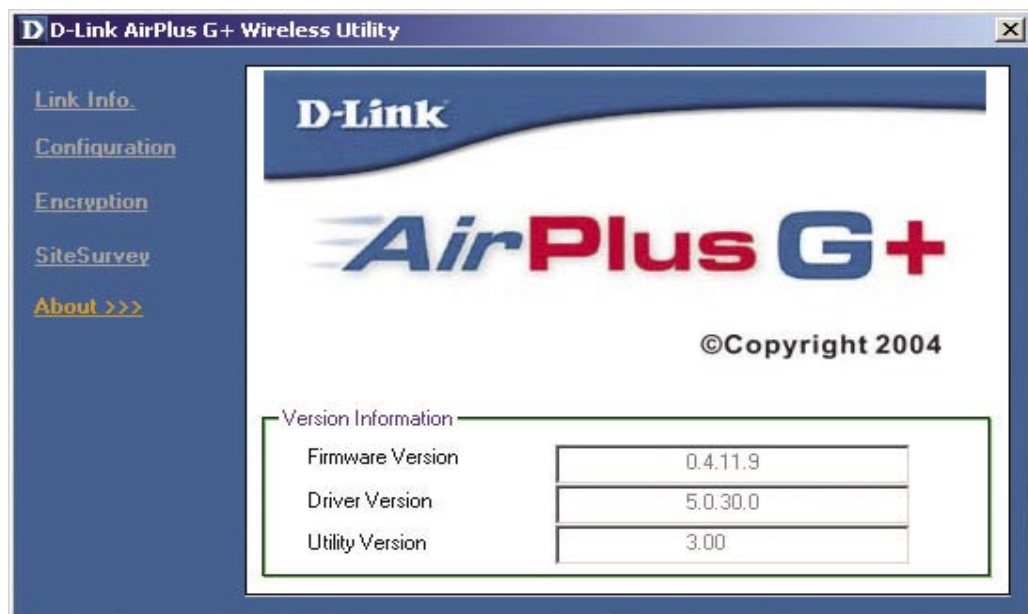 D D-Link AirPlus G+ Wireless Utility
Link Info.
Configuration
Encryption
SiteSurvey
About >>>
D-Link
AirPlus G+
©Copyright 2004
Version Information
Firmware Version 0.4.11.9
Driver Version 5.0.30.0
Utility Version 3.00